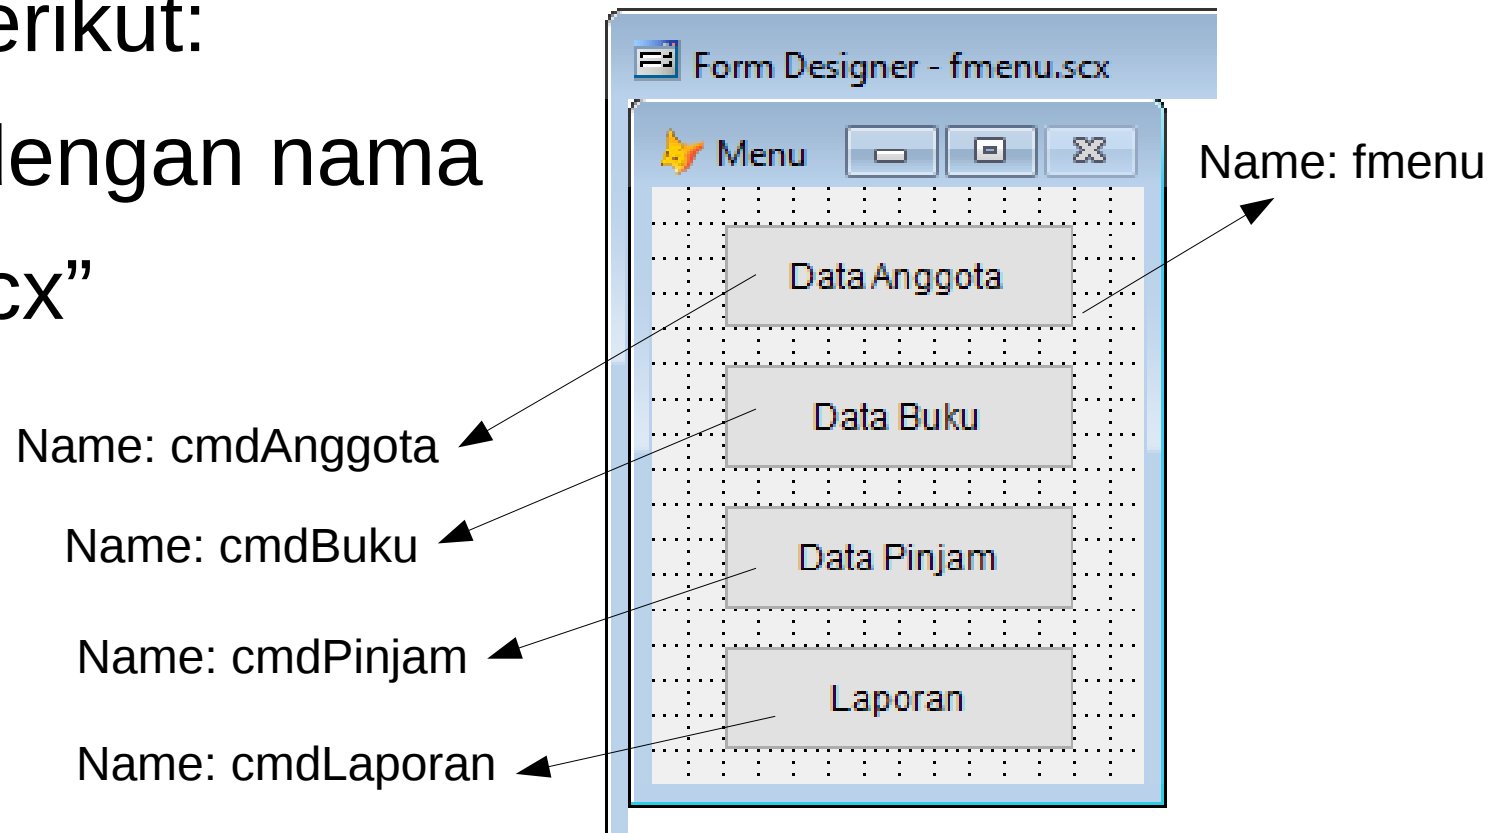 erikut:
dengan nama
cx”
Form Designer - fmenu.scx
Menu
Name: fmenu
Data Anggota
Data Buku
Data Pinjam
Laporan
Name: cmdAnggota
Name: cmdBuku
Name: cmdPinjam
Name: cmdLaporan